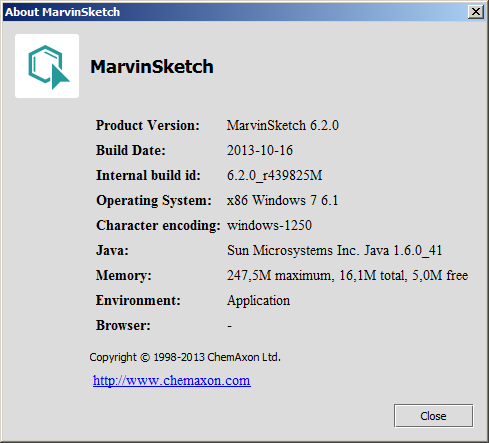 About MarvinSketch
MarvinSketch
Product Version: MarvinSketch 6.2.0
Build Date: 2013-10-16
Internal build id: 6.2.0_r439825M
Operating System: x86 Windows 7 6.1
Character encoding: windows-1250
Java: Sun Microsystems Inc. Java 1.6.0_41
Memory: 247,5M maximum, 16,1M total, 5,0M free
Environment: Application
Browser: -
Copyright © 1998-2013 ChemAxon Ltd.
http://www.chemaxon.com
Close